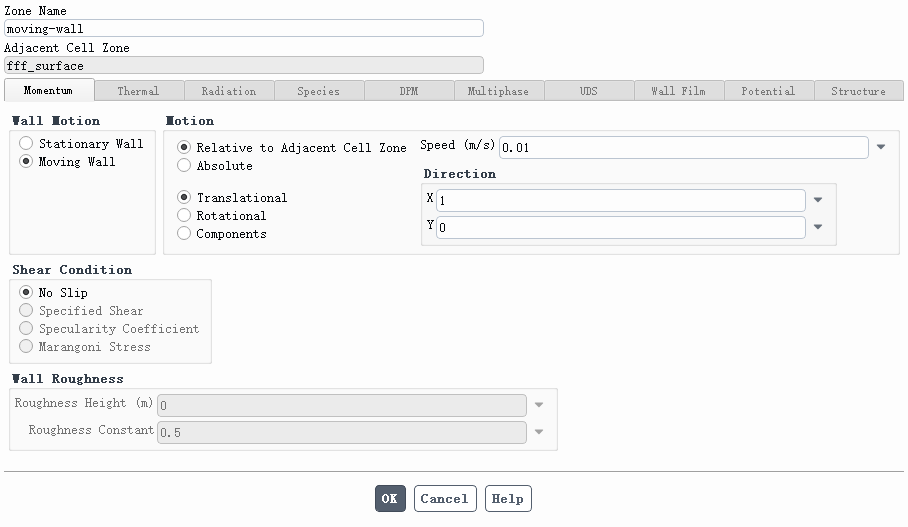 Zone Name
moving-wall
Adjacent Cell Zone
fff_surface
Momentum Thermal Radiation Species DPM Multiphase UDS Wall Film Potential Structure
Wall Motion
Stationary Wall
Moving Wall
Motion
Relative to Adjacent Cell Zone
Absolute
Translational
Rotational
Components
Speed (m/s) 0.01
Direction
X 1
Y 0
Shear Condition
No Slip
Specified Shear
Specularity Coefficient
Marangoni Stress
Wall Roughness
Roughness Height (m) 0
Roughness Constant 0.5
OK Cancel Help